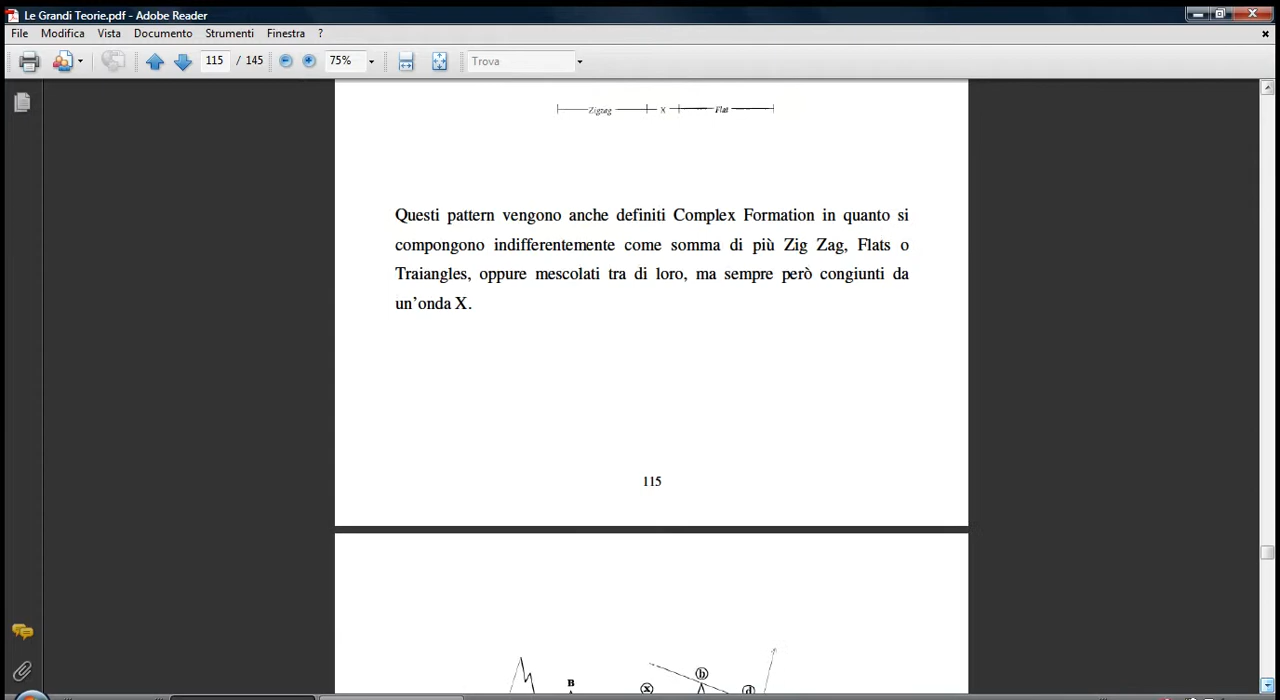 Le Grandi Teorie.pdf - Adobe Reader
File Modifica Vista Documento Strumenti Finestra ?
115 / 145 75% Trova
Zigzag X Flat
Questi pattern vengono anche definiti Complex Formation in quanto si
compongono indifferentemente come somma di più Zig Zag, Flats o
Traiangles, oppure mescolati tra di loro, ma sempre però congiunti da
un’onda X.
115
b
B
x
d